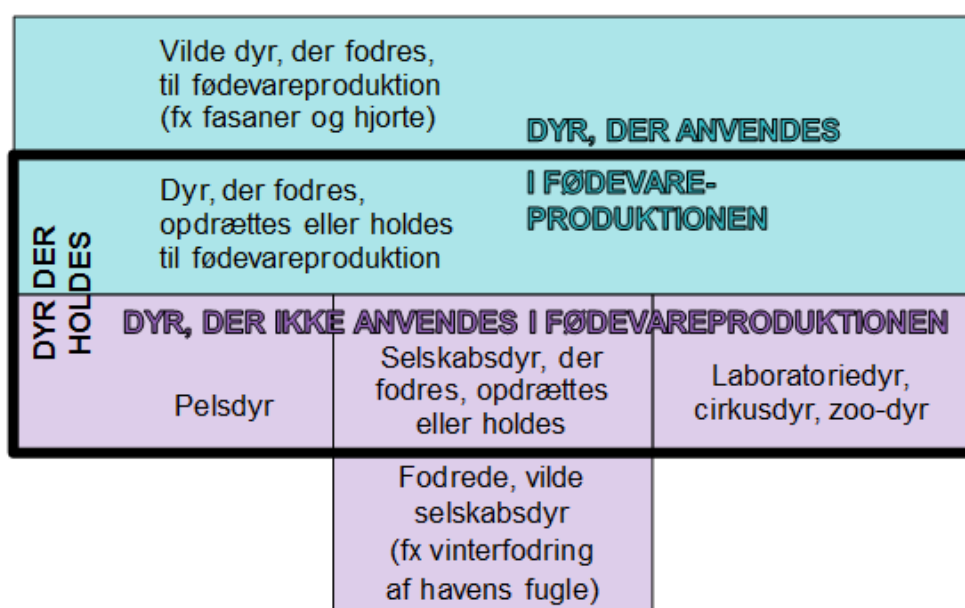 Vilde dyr, der fodres,
til fødevareproduktion
(fx fasaner og hjorte)
DYR, DER ANVENDES
I FØDEVARE-
PRODUKTIONEN
Dyr, der fodres,
opdrættes eller holdes
til fødevareproduktion
DYR DER
HOLDES
DYR, DER IKKE ANVENDES I FØDEVAREPRODUKTIONEN
Pelsdyr
Selskabsdyr, der
fodres, opdrættes
eller holdes
Laboratoriedyr,
cirkusdyr, zoo-dyr
Fodrede, vilde
selskabsdyr
(fx vinterfodring
af havens fugle)